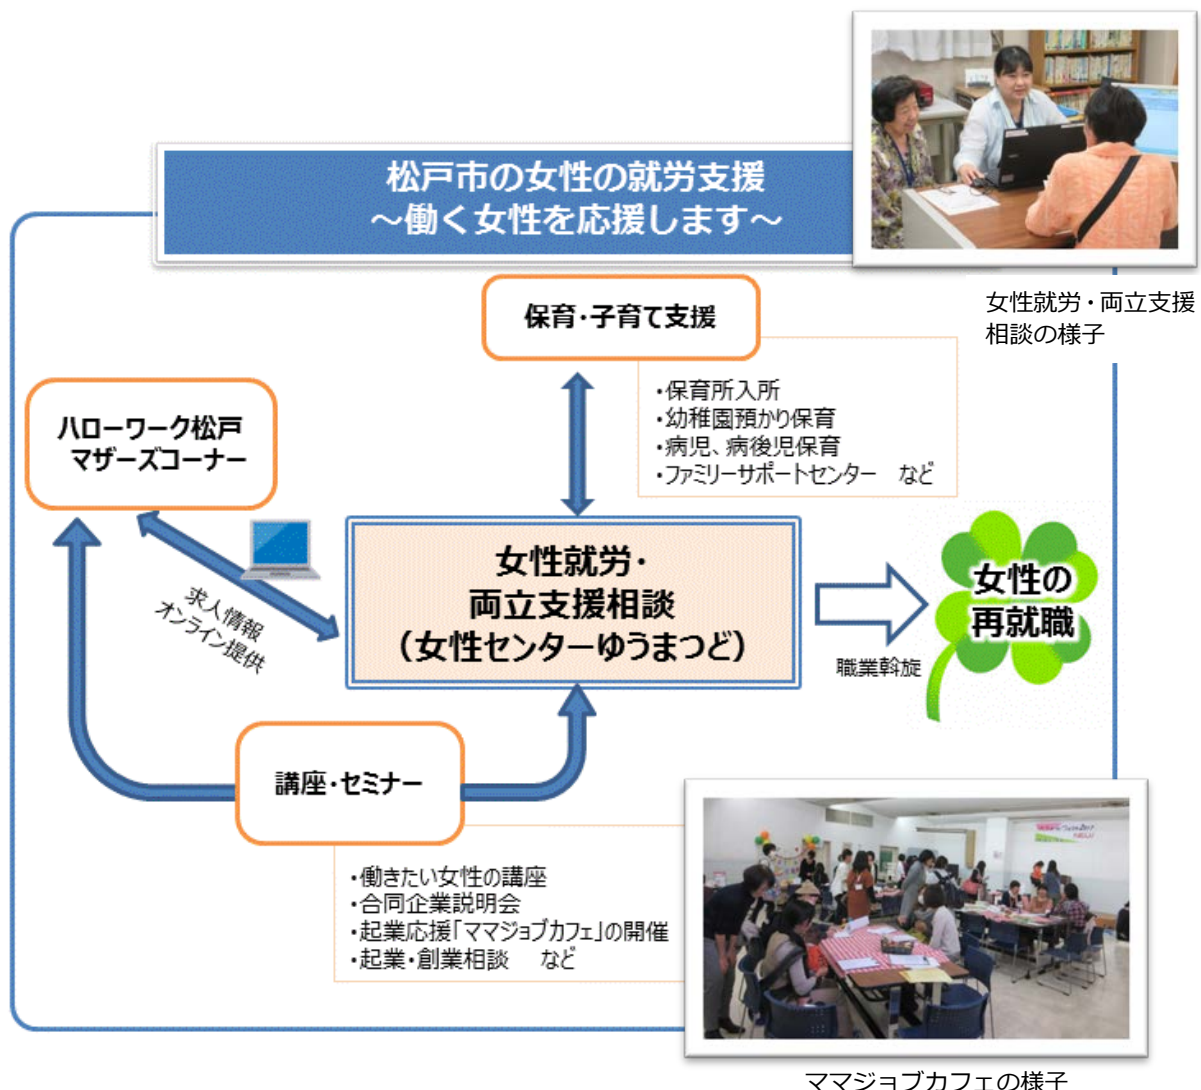 松戸市の女性の就労支援
～働く女性を応援します～
女性就労・両立支援
相談の様子
保育・子育て支援
・保育所入所
・幼稚園預かり保育
・病児、病後児保育
・ファミリーサポートセンター　など
ハローワーク松戸
マザーズコーナー
求人情報
オンライン提供
女性就労・
両立支援相談
（女性センターゆうまつど）
職業斡旋
女性の
再就職
講座・セミナー
・働きたい女性の講座
・合同企業説明会
・起業応援「ママジョブカフェ」の開催
・起業・創業相談　など
ママジョブカフェの様子